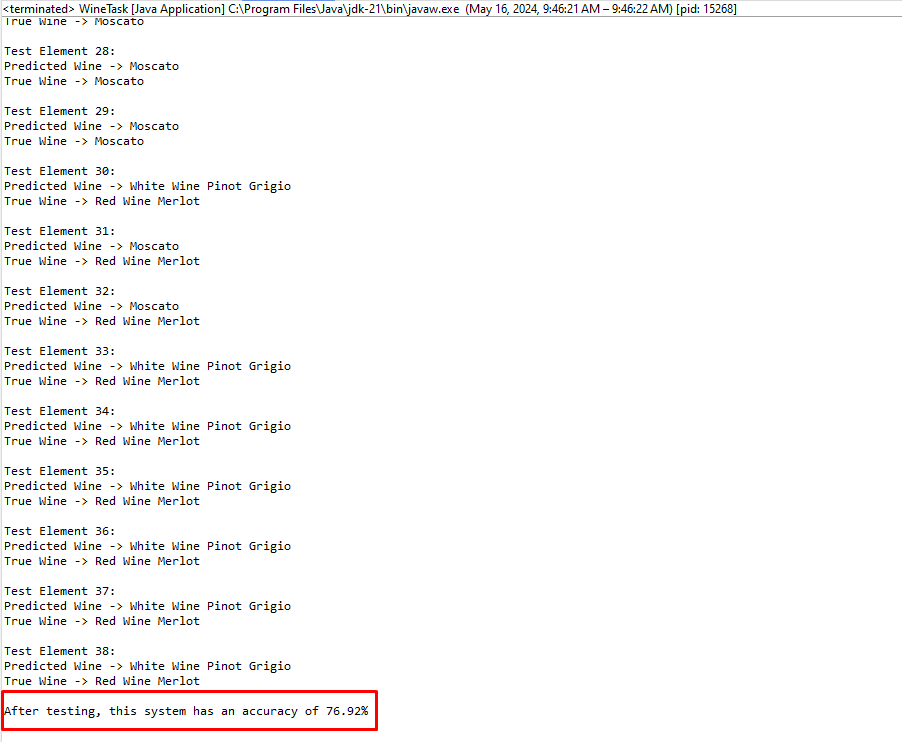 <terminated> WineTask [Java Application] C:\Program Files\Java\jdk-21\bin\javaw.exe (May 16, 2024, 9:46:21 AM – 9:46:22 AM) [pid: 15268]
True Wine -> Moscato
Test Element 28:
Predicted Wine -> Moscato
True Wine -> Moscato
Test Element 29:
Predicted Wine -> Moscato
True Wine -> Moscato
Test Element 30:
Predicted Wine -> White Wine Pinot Grigio
True Wine -> Red Wine Merlot
Test Element 31:
Predicted Wine -> Moscato
True Wine -> Red Wine Merlot
Test Element 32:
Predicted Wine -> Moscato
True Wine -> Red Wine Merlot
Test Element 33:
Predicted Wine -> White Wine Pinot Grigio
True Wine -> Red Wine Merlot
Test Element 34:
Predicted Wine -> White Wine Pinot Grigio
True Wine -> Red Wine Merlot
Test Element 35:
Predicted Wine -> White Wine Pinot Grigio
True Wine -> Red Wine Merlot
Test Element 36:
Predicted Wine -> White Wine Pinot Grigio
True Wine -> Red Wine Merlot
Test Element 37:
Predicted Wine -> White Wine Pinot Grigio
True Wine -> Red Wine Merlot
Test Element 38:
Predicted Wine -> White Wine Pinot Grigio
True Wine -> Red Wine Merlot
After testing, this system has an accuracy of 76.92%